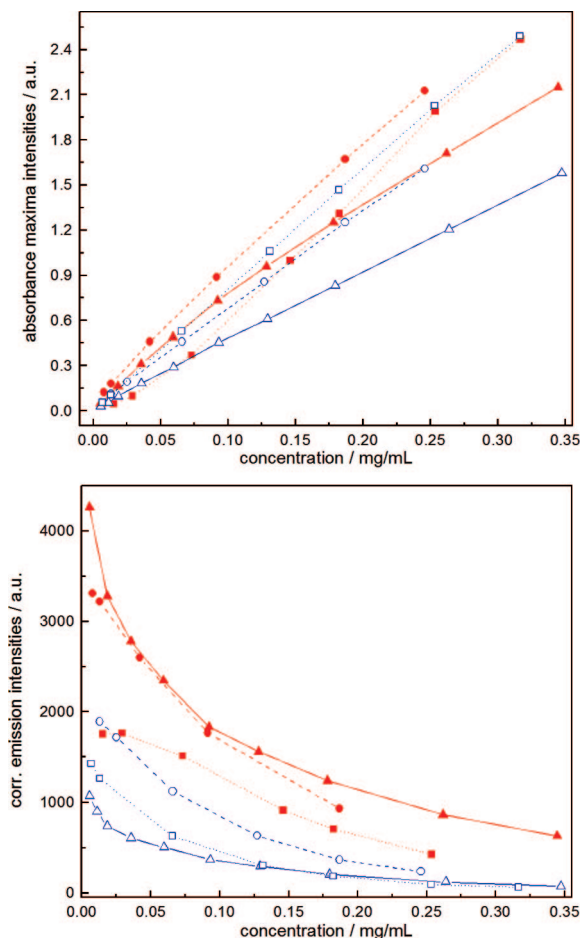 absorbance maxima intensities / a.u.
2.4
2.1
1.8
1.5
1.2
0.9
0.6
0.3
0.0
0.00 0.05 0.10 0.15 0.20 0.25 0.30 0.35
concentration / mg/mL
corr. emission intensities / a.u.
4000
3000
2000
1000
0
0.00 0.05 0.10 0.15 0.20 0.25 0.30 0.35
concentration / mg/mL